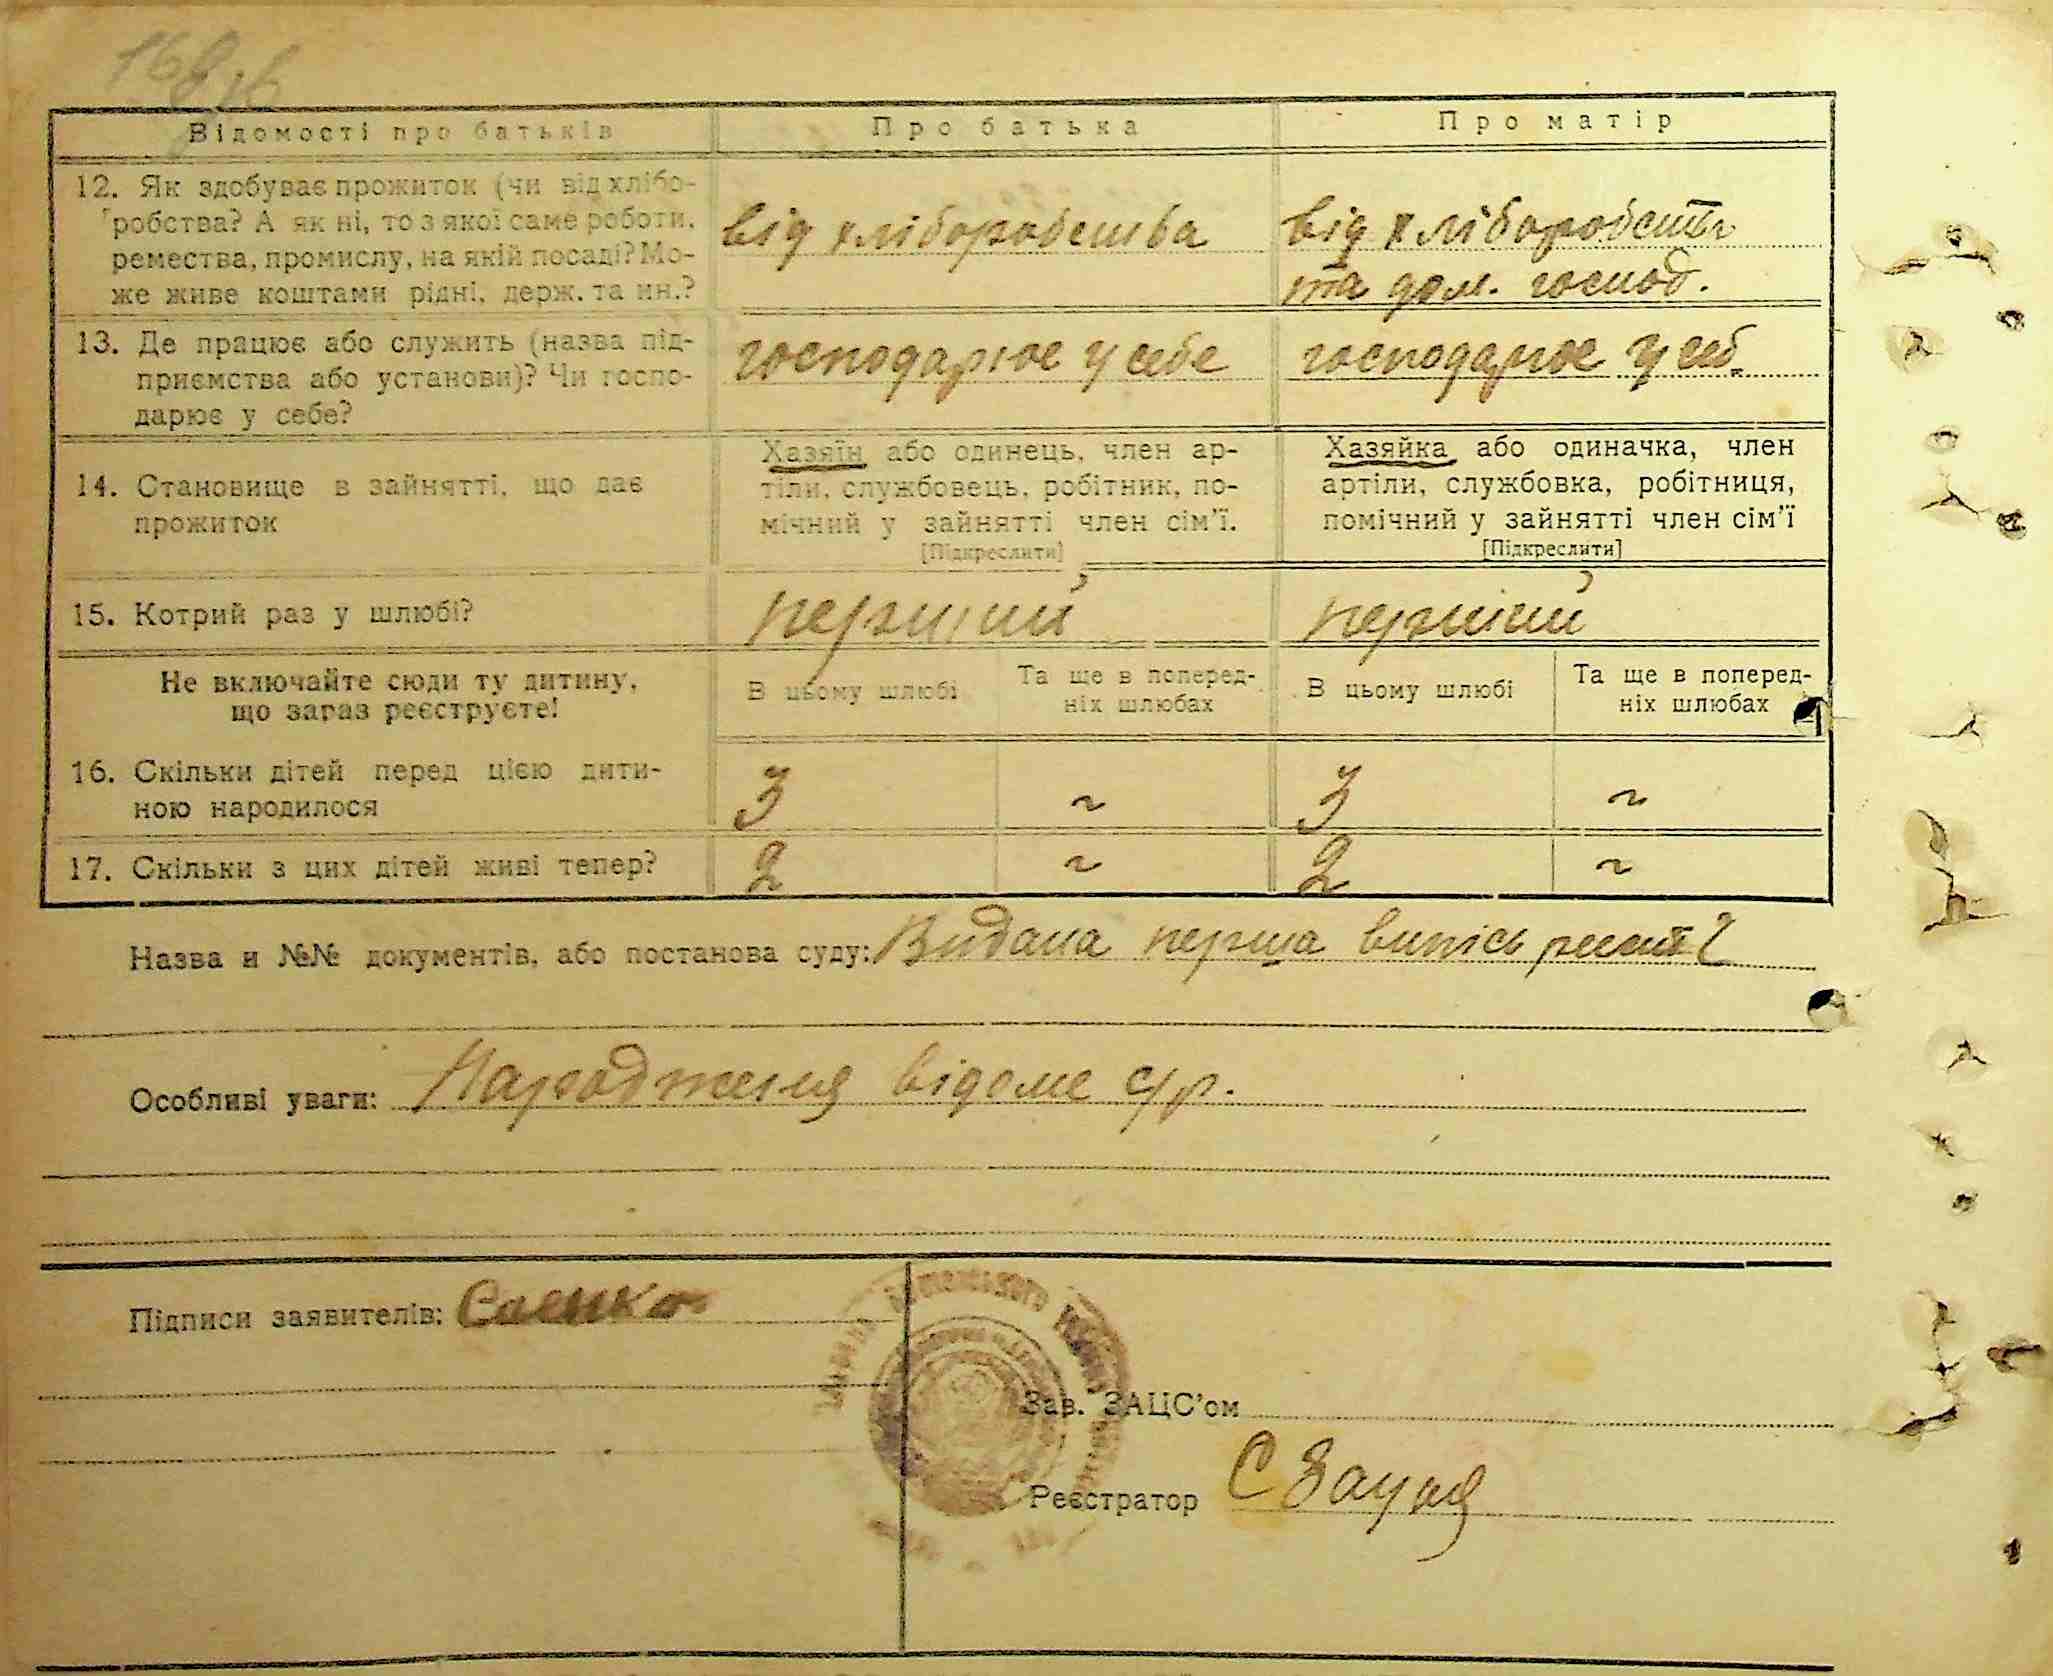 Відомості про батьків
Про батька
Про матір
12. Як здобуває прожиток (чи від хлібо-
робства? А як ні, то з якої саме роботи,
ремества, промислу, на якій посаді? Мо-
же живе коштами рідні, держ. та ин.?
від хліборобства
від хліборобства
та дом. господ.
13. Де працює або служить (назва під-
приємства або установи)? Чи госпо-
дарює у себе?
господарює у себе
господарює у себ.
14. Становище в зайнятті, що дає
прожиток
Хазяїн або одинець, член ар-
тіли, службовець, робітник, по-
мічний у зайнятті член сім'ї.
[Підкреслити]
Хазяйка або одиначка, член
артіли, службовка, робітниця,
помічний у зайнятті член сім'ї
[Підкреслити]
15. Котрий раз у шлюбі?
перший
перший
Не включайте сюди ту дитину,
що зараз реєструєте!
В цьому шлюбі
Та ще в поперед-
ніх шлюбах
В цьому шлюбі
Та ще в поперед-
ніх шлюбах
16. Скільки дітей перед цією дити-
ною народилося
3
~
3
~
17. Скільки з цих дітей живі тепер?
2
~
2
~
Назва и №№ документів, або постанова суду: Видана перша випись
Особливі уваги: Народження відоме с/р.
Підписи заявителів: Саенко
Зав. ЗАЦС'ом
Реєстратор